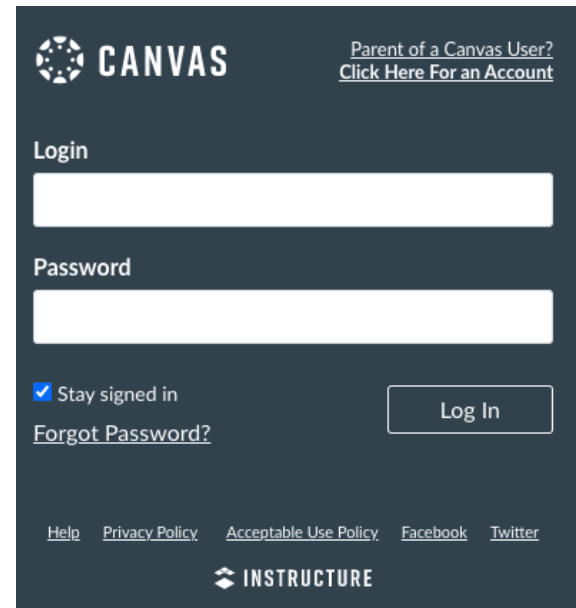 CANVAS
Parent of a Canvas User?
Click Here For an Account
Login
Password
Stay signed in
Log In
Forgot Password?
Help Privacy Policy Acceptable Use Policy Facebook Twitter
INSTRUCTURE